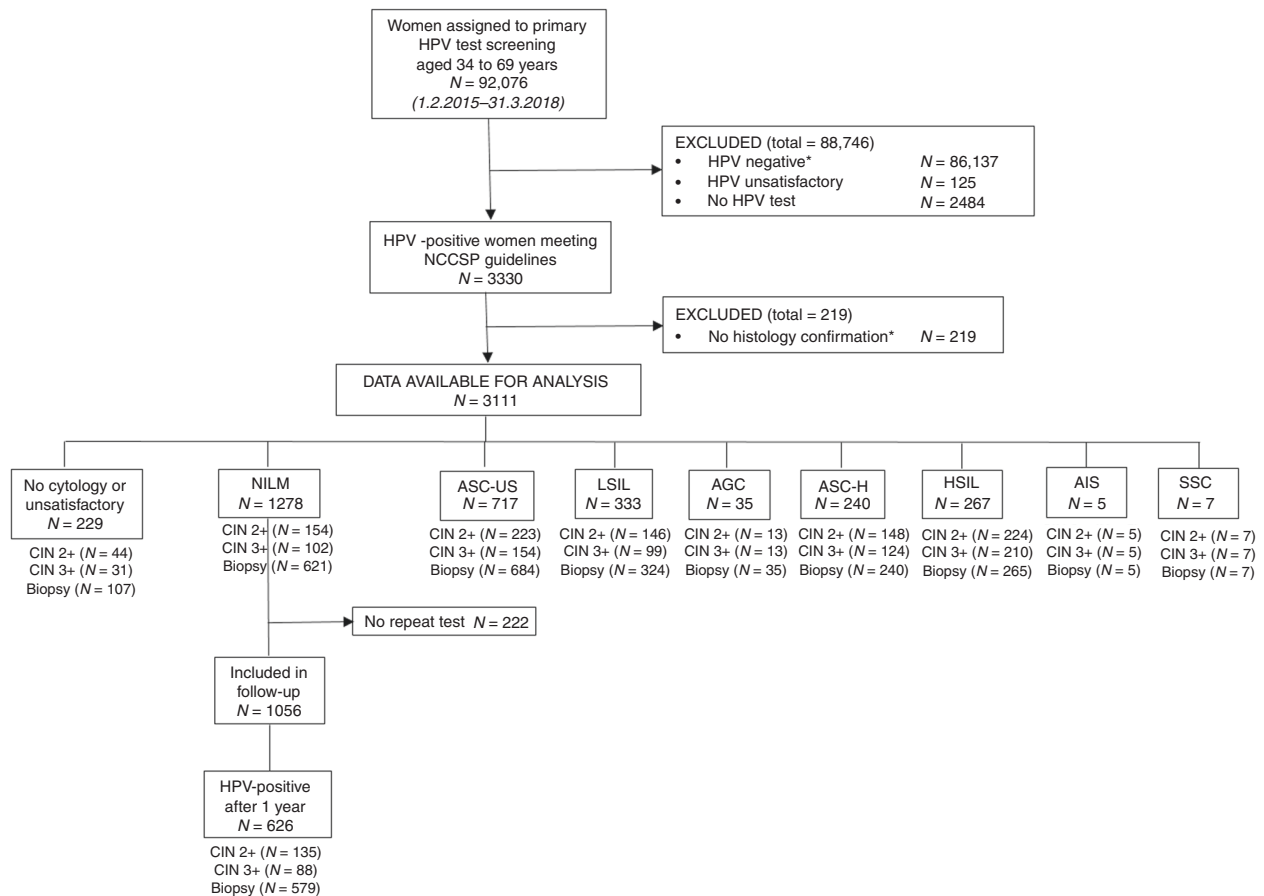 Women assigned to primary
HPV test screening
aged 34 to 69 years
N = 92,076
(1.2.2015–31.3.2018)
EXCLUDED (total = 88,746)
• HPV negative* N = 86,137
• HPV unsatisfactory N = 125
• No HPV test N = 2484
HPV -positive women meeting
NCCSP guidelines
N = 3330
EXCLUDED (total = 219)
• No histology confirmation* N = 219
DATA AVAILABLE FOR ANALYSIS
N = 3111
No cytology or
unsatisfactory
N = 229
CIN 2+ (N = 44)
CIN 3+ (N = 31)
Biopsy (N = 107)
NILM
N = 1278
CIN 2+ (N = 154)
CIN 3+ (N = 102)
Biopsy (N = 621)
ASC-US
N = 717
CIN 2+ (N = 223)
CIN 3+ (N = 154)
Biopsy (N = 684)
LSIL
N = 333
CIN 2+ (N = 146)
CIN 3+ (N = 99)
Biopsy (N = 324)
AGC
N = 35
CIN 2+ (N = 13)
CIN 3+ (N = 13)
Biopsy (N = 35)
ASC-H
N = 240
CIN 2+ (N = 148)
CIN 3+ (N = 124)
Biopsy (N = 240)
HSIL
N = 267
CIN 2+ (N = 224)
CIN 3+ (N = 210)
Biopsy (N = 265)
AIS
N = 5
CIN 2+ (N = 5)
CIN 3+ (N = 5)
Biopsy (N = 5)
SSC
N = 7
CIN 2+ (N = 7)
CIN 3+ (N = 7)
Biopsy (N = 7)
No repeat test N = 222
Included in
follow-up
N = 1056
HPV-positive
after 1 year
N = 626
CIN 2+ (N = 135)
CIN 3+ (N = 88)
Biopsy (N = 579)